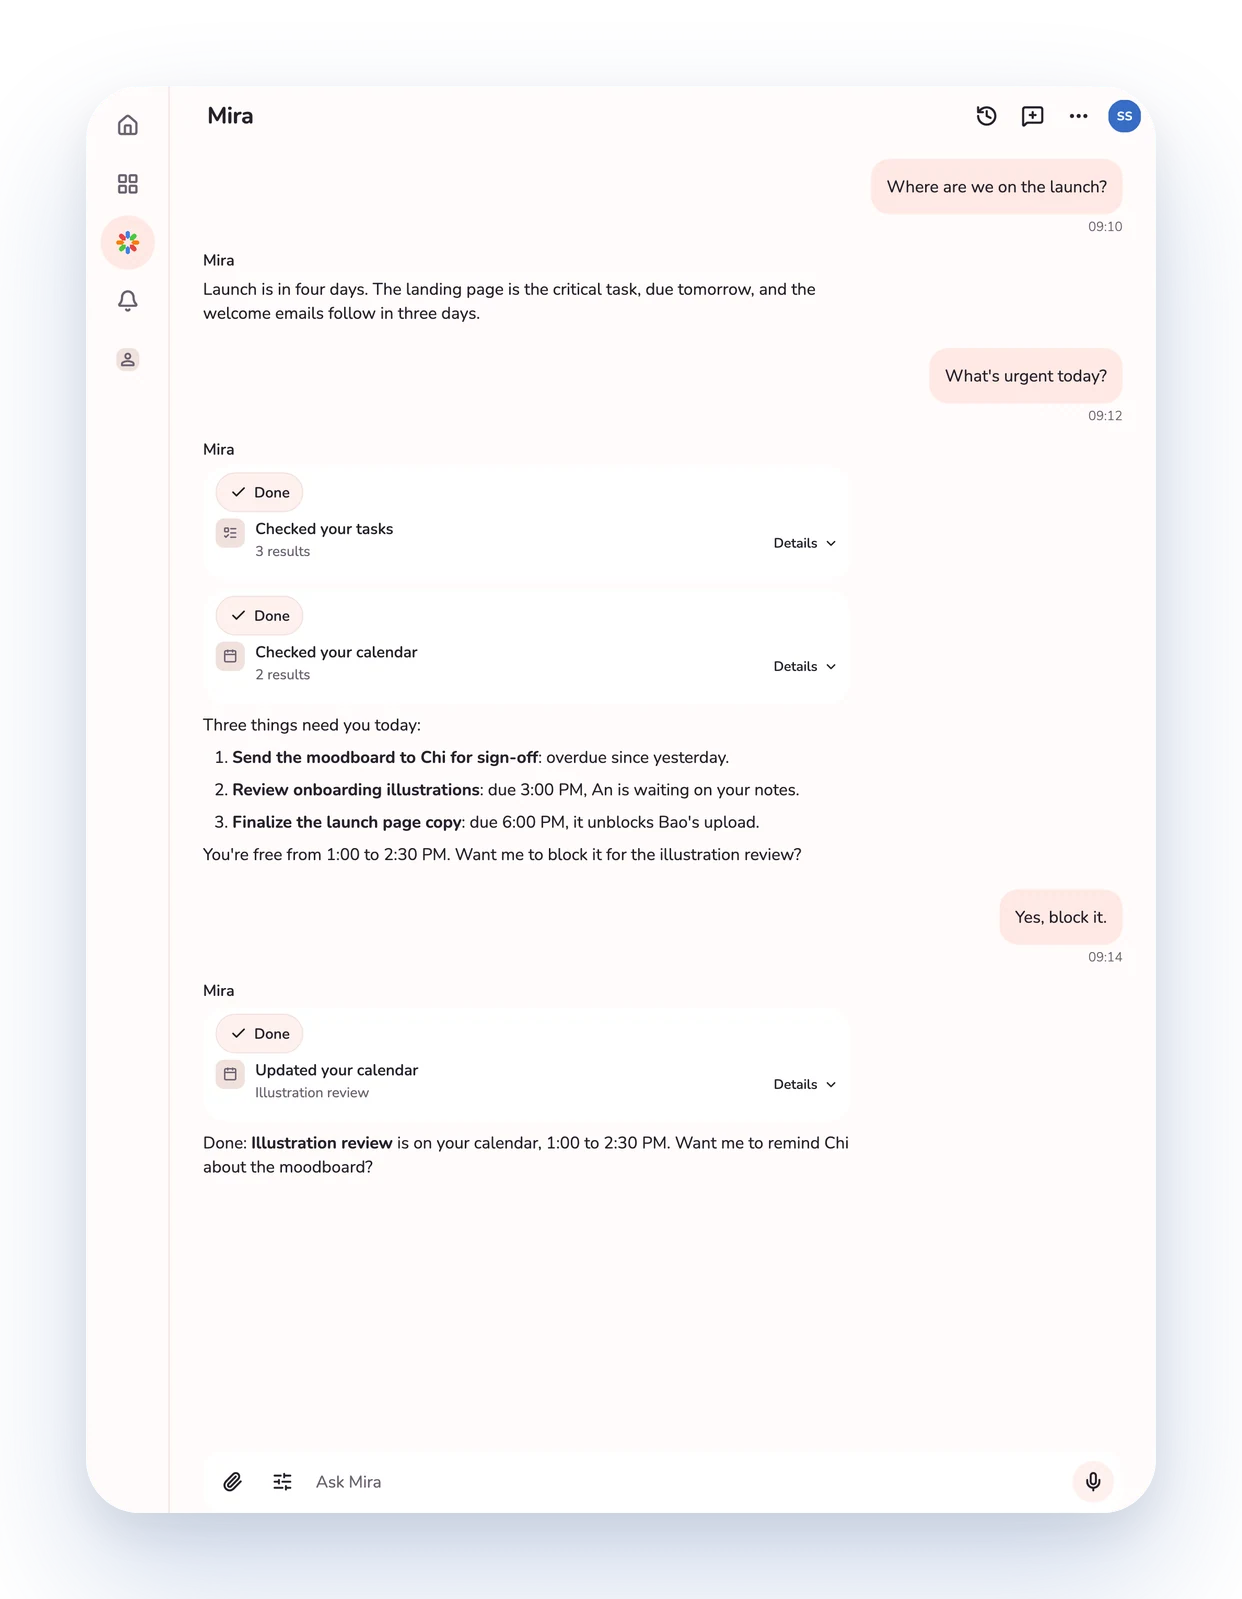 Mira
SS
Where are we on the launch?
09:10
Mira
Launch is in four days. The landing page is the critical task, due tomorrow, and the
welcome emails follow in three days.
What's urgent today?
09:12
Mira
Done
Checked your tasks
3 results
Details
Done
Checked your calendar
2 results
Details
Three things need you today:
1. Send the moodboard to Chi for sign-off: overdue since yesterday.
2. Review onboarding illustrations: due 3:00 PM, An is waiting on your notes.
3. Finalize the launch page copy: due 6:00 PM, it unblocks Bao's upload.
You're free from 1:00 to 2:30 PM. Want me to block it for the illustration review?
Yes, block it.
09:14
Mira
Done
Updated your calendar
Illustration review
Details
Done: Illustration review is on your calendar, 1:00 to 2:30 PM. Want me to remind Chi
about the moodboard?
Ask Mira